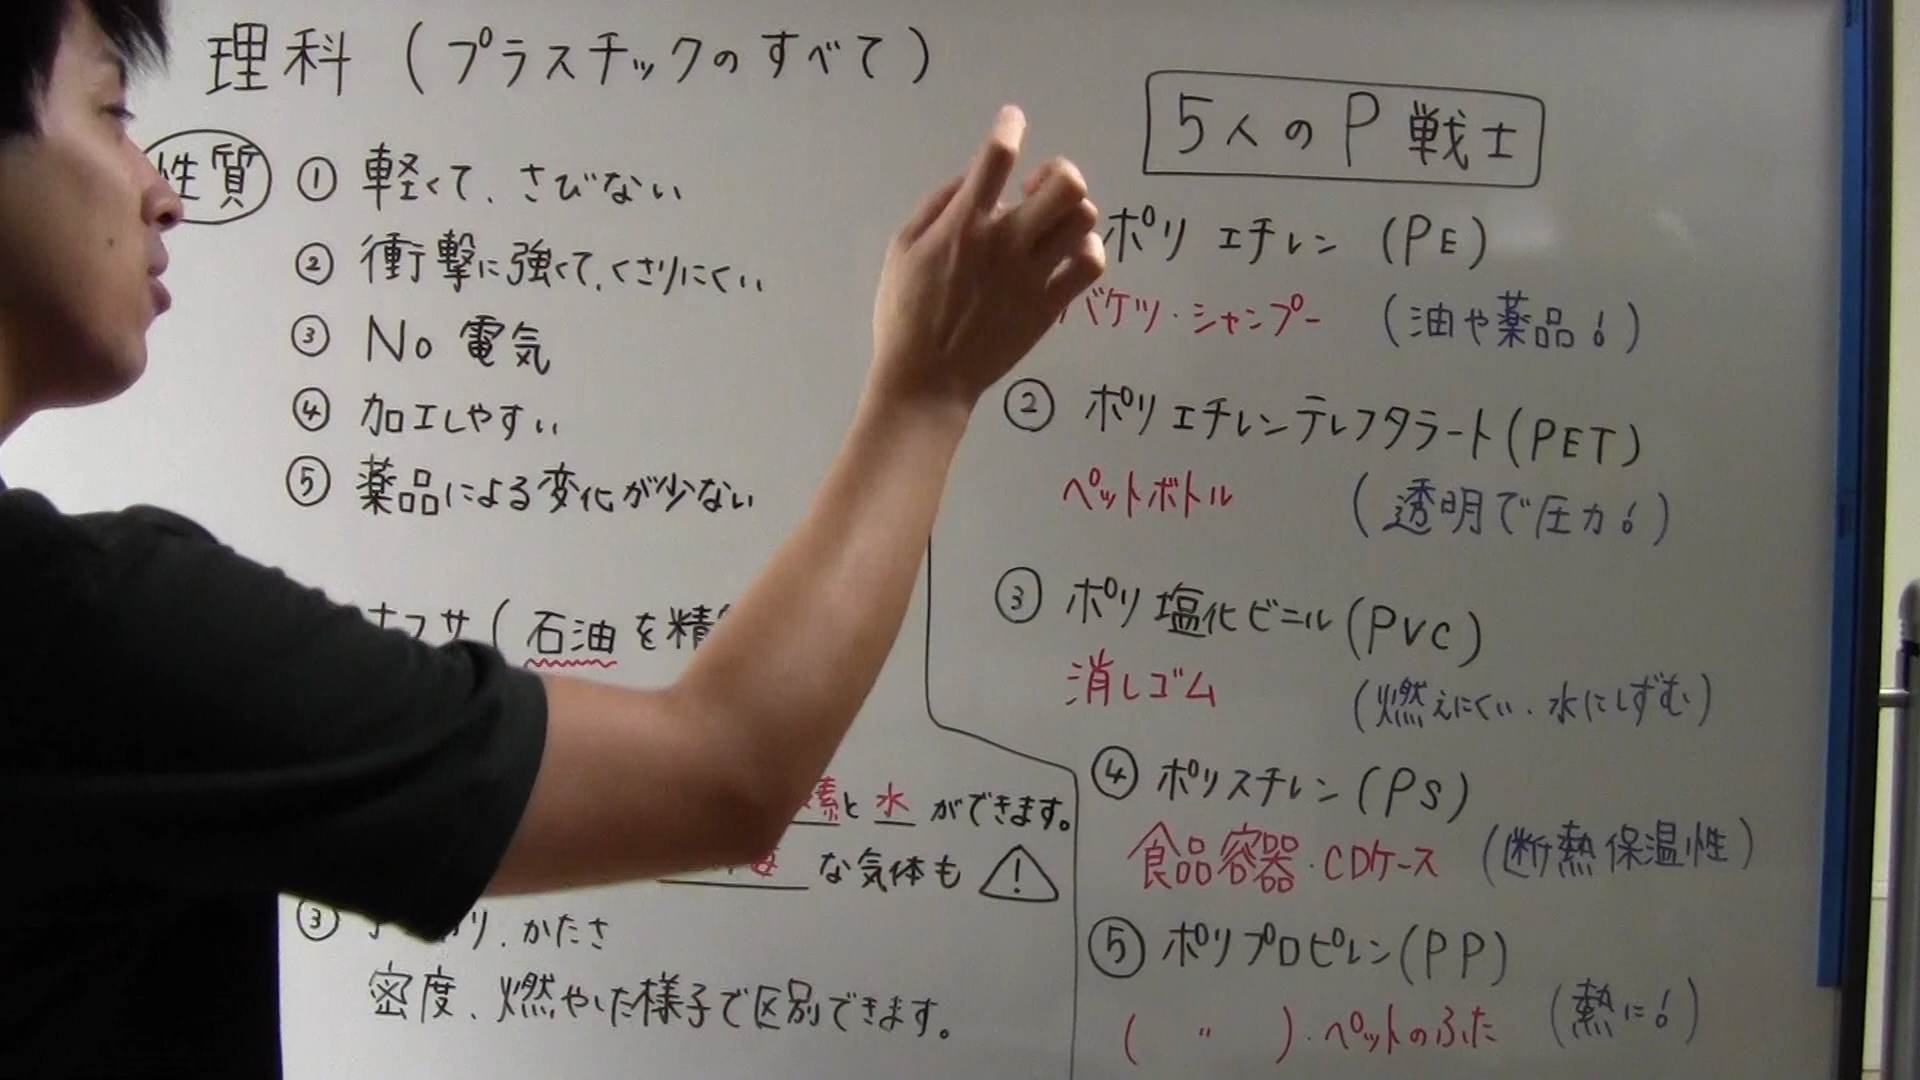 理科 (プラスチックのすべて)
性質
① 軽くて、さびない
② 衝撃に強くて、くさりにくい
③ No 電気
④ 加工しやすい
⑤ 薬品による変化が少ない
ナフサ ( 石油 を精
素と 水 ができます。
毒 な気体も !
③ り、かたさ
密度、燃やした様子で区別できます。
5人のP戦士
ポリエチレン (PE)
バケツ・シャンプー (油や薬品6)
② ポリエチレンテレフタラート(PET)
ペットボトル (透明で圧力6)
③ ポリ塩化ビニル(PVC)
消しゴム (燃えにくい、水にしずむ)
④ ポリスチレン(PS)
食品容器・CDケース (断熱保温性)
⑤ ポリプロピレン(PP)
( 〃 )・ペットのふた (熱に6)